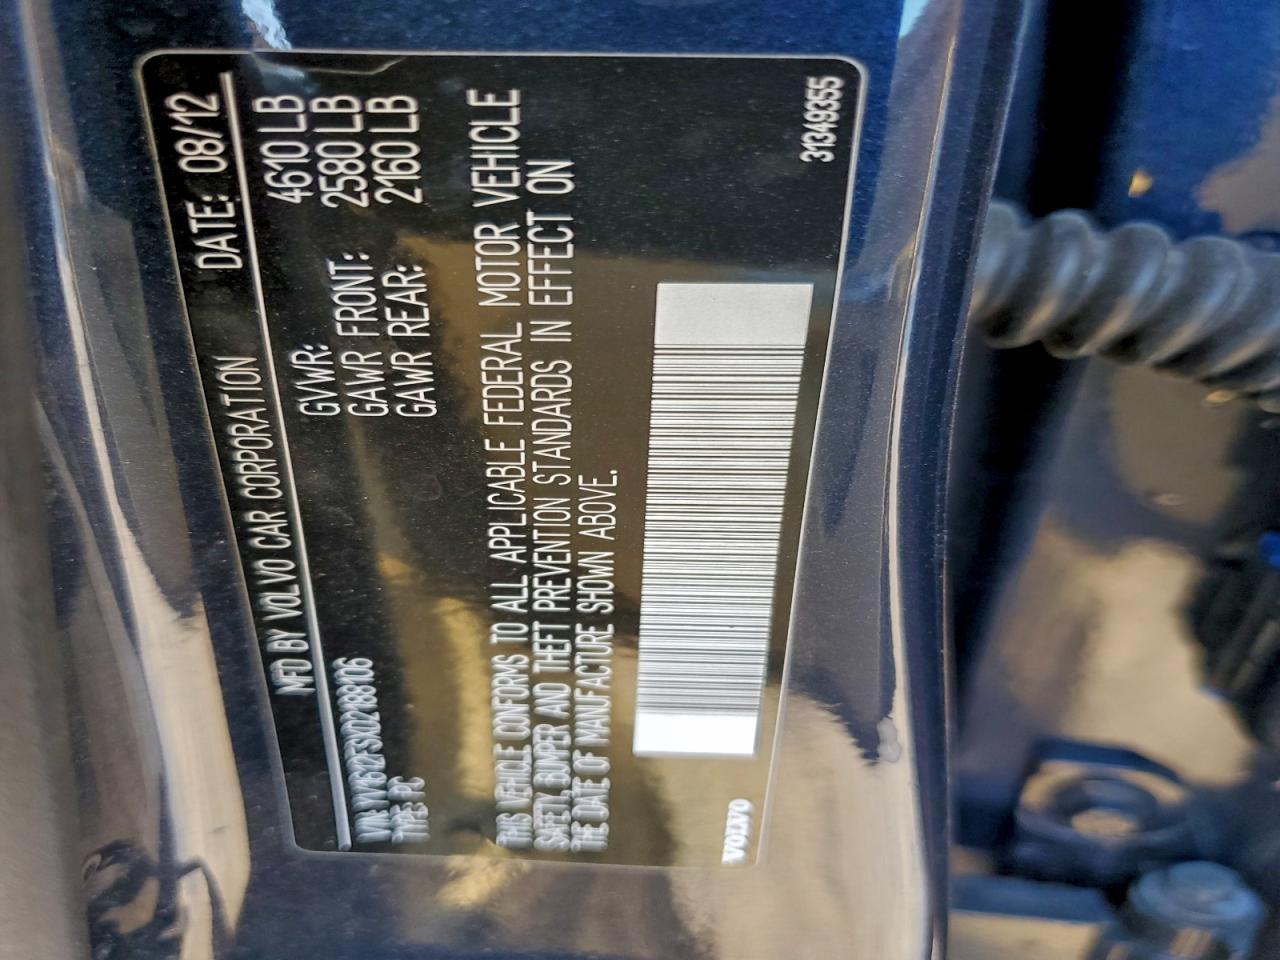 MFD BY VOLVO CAR CORPORATION DATE: 08/12
GVWR: 4610 LB
GAWR FRONT: 2580 LB
GAWR REAR: 2160 LB
VIN:
TYPE: PC
THIS VEHICLE CONFORMS TO ALL APPLICABLE FEDERAL MOTOR VEHICLE
SAFETY, BUMPER AND THEFT PREVENTION STANDARDS IN EFFECT ON
THE DATE OF MANUFACTURE SHOWN ABOVE.
VOLVO
31349355